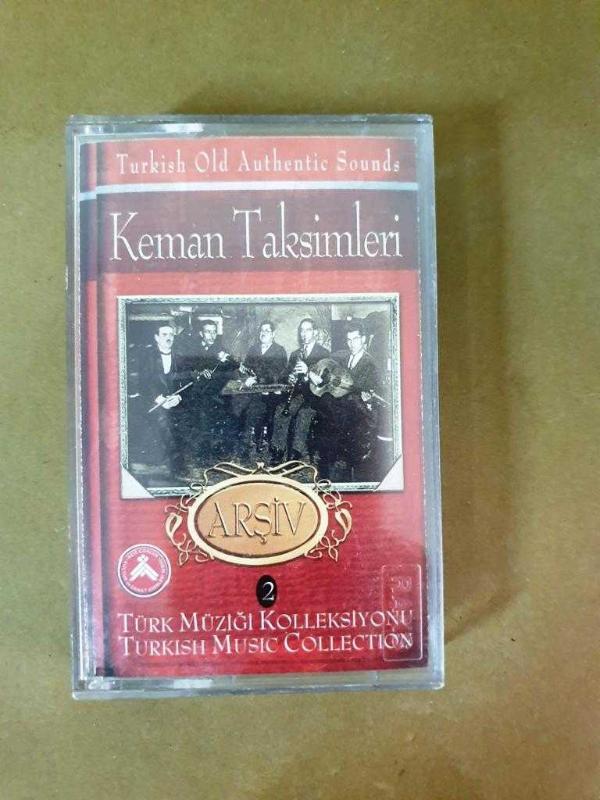 Turkish Old Authentic Sounds
Keman Taksimleri
ARŞİV
2
TÜRK MÜZİĞİ KOLLEKSİYONU
TURKISH MUSIC COLLECTION